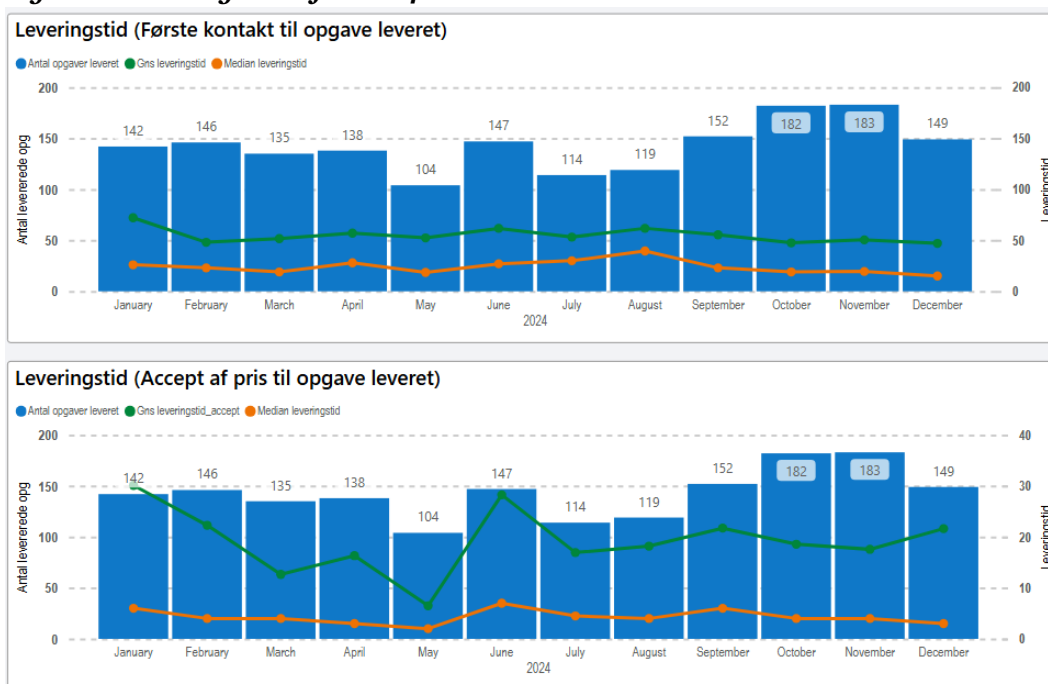 Leveringstid (Første kontakt til opgave leveret)
Antal opgaver leveret Gns leveringstid Median leveringstid
Antal levererede opg
Leveringstid
200 200
150 150
100 100
50 50
0 0
142 146 135 138 104 147 114 119 152 182 183 149
January February March April May June July August September October November December
2024
Leveringstid (Accept af pris til opgave leveret)
Antal opgaver leveret Gns leveringstid_accept Median leveringstid
Antal levererede opg
Leveringstid
200 40
150 30
100 20
50 10
0 0
142 146 135 138 104 147 114 119 152 182 183 149
January February March April May June July August September October November December
2024